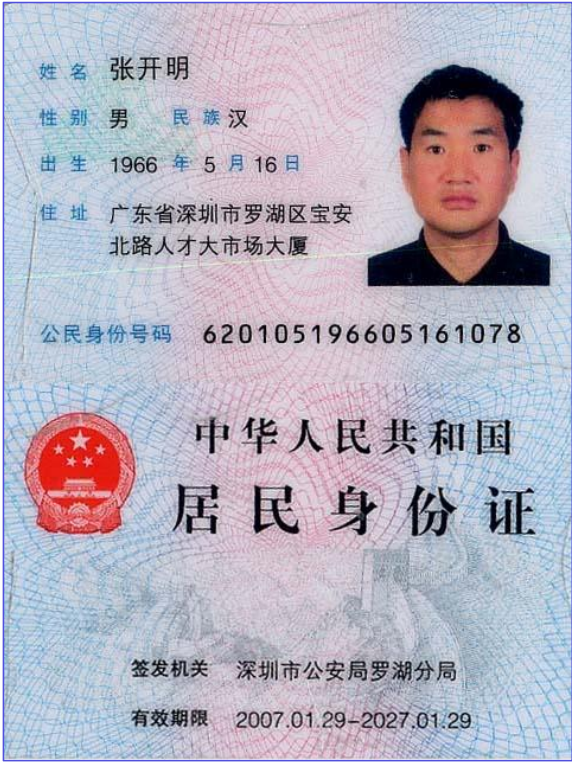 姓名 张开明
性别 男 民族 汉
出生 1966 年 5 月 16 日
住址 广东省深圳市罗湖区宝安
北路人才大市场大厦
公民身份号码 620105196605161078
中华人民共和国
居民身份证
签发机关 深圳市公安局罗湖分局
有效期限 2007.01.29-2027.01.29